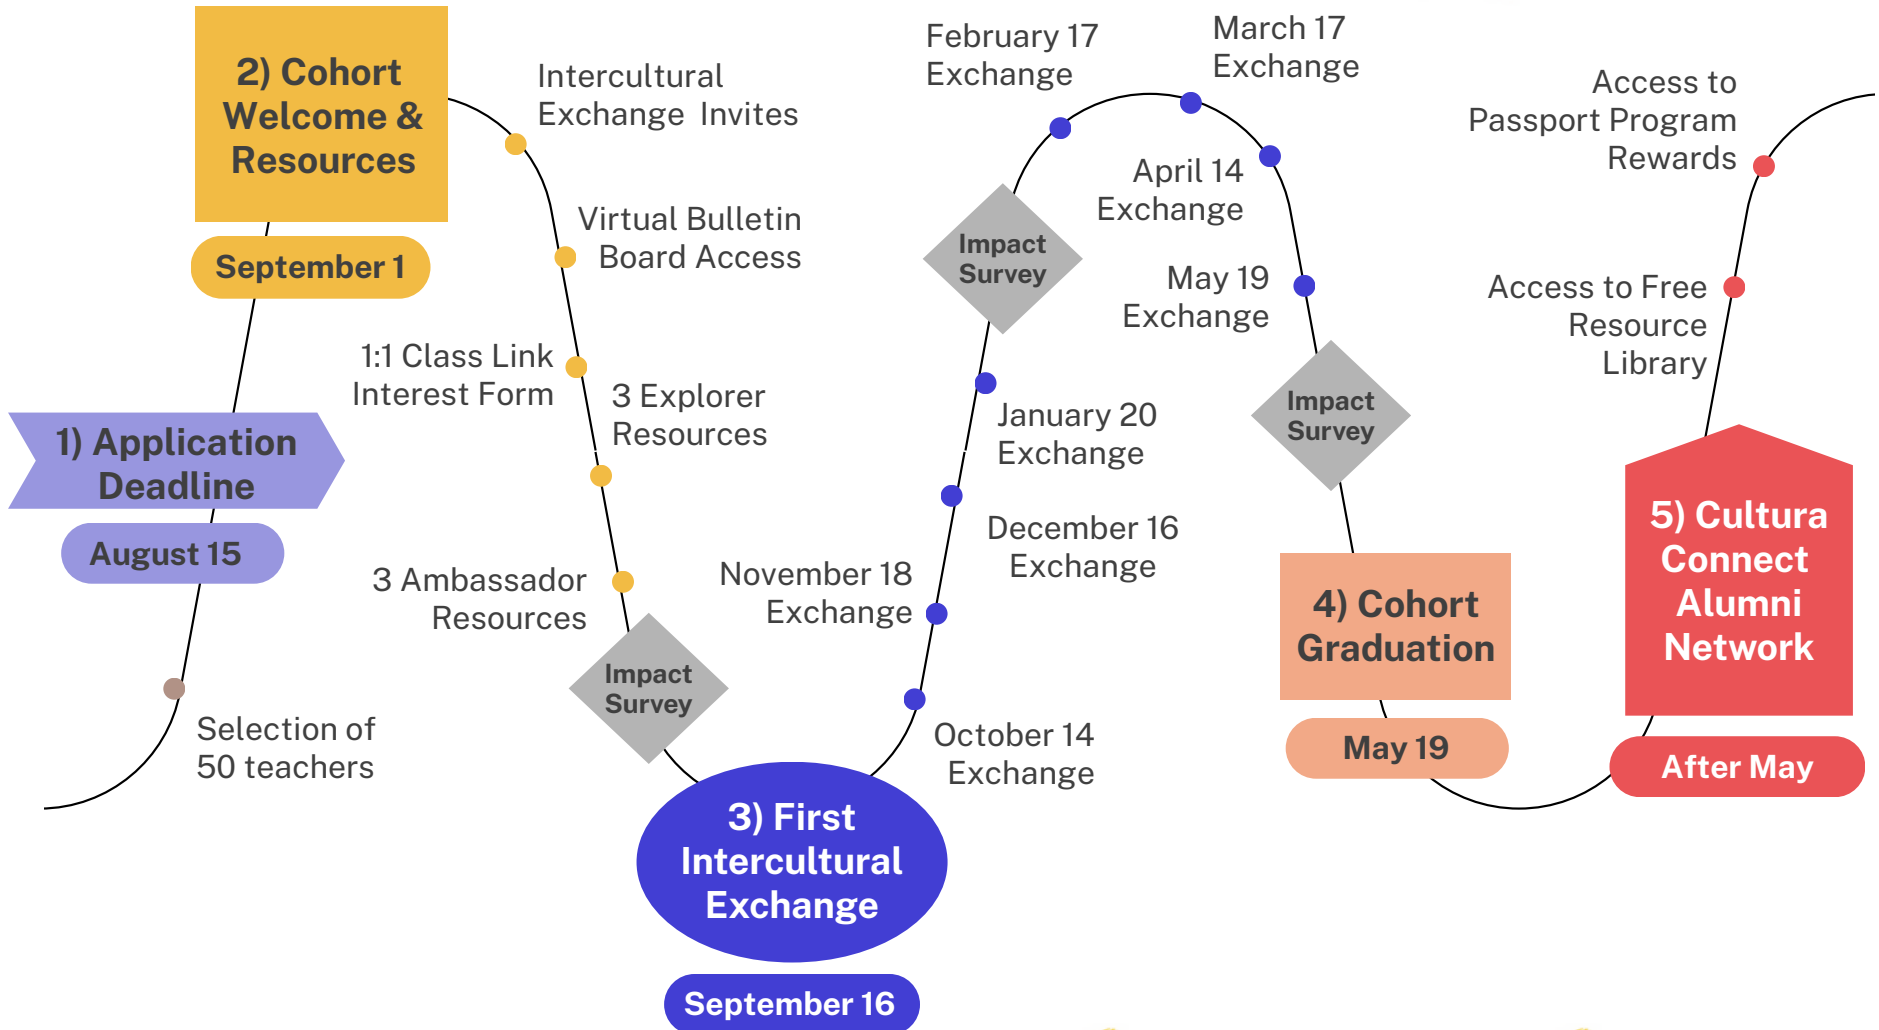 1) Application
Deadline
August 15
Selection of
50 teachers
2) Cohort
Welcome &
Resources
September 1
Intercultural
Exchange Invites
Virtual Bulletin
Board Access
1:1 Class Link
Interest Form
3 Explorer
Resources
3 Ambassador
Resources
Impact
Survey
3) First
Intercultural
Exchange
September 16
October 14
Exchange
November 18
Exchange
December 16
Exchange
January 20
Exchange
Impact
Survey
February 17
Exchange
March 17
Exchange
April 14
Exchange
May 19
Exchange
Impact
Survey
4) Cohort
Graduation
May 19
5) Cultura
Connect
Alumni
Network
After May
Access to Free
Resource
Library
Access to
Passport Program
Rewards